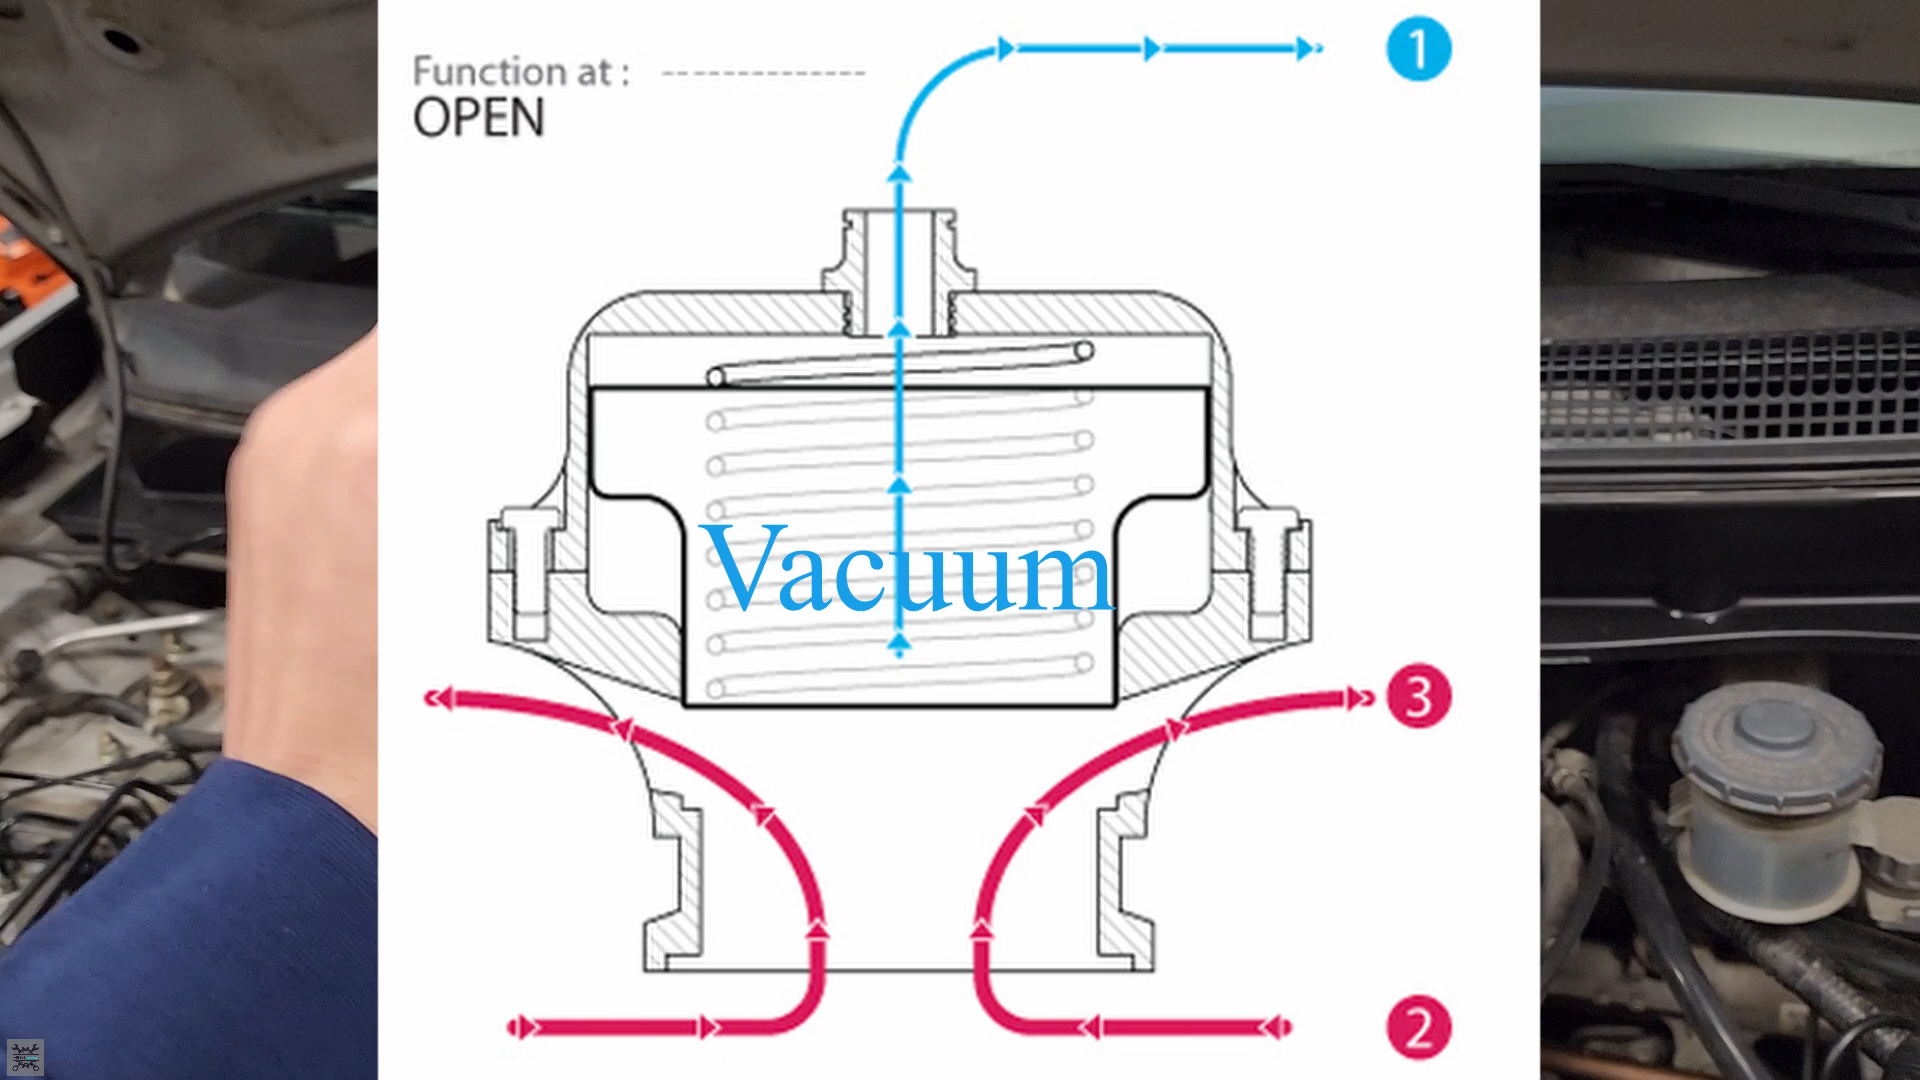 Function at : -------------
OPEN
1
Vacuum
3
2